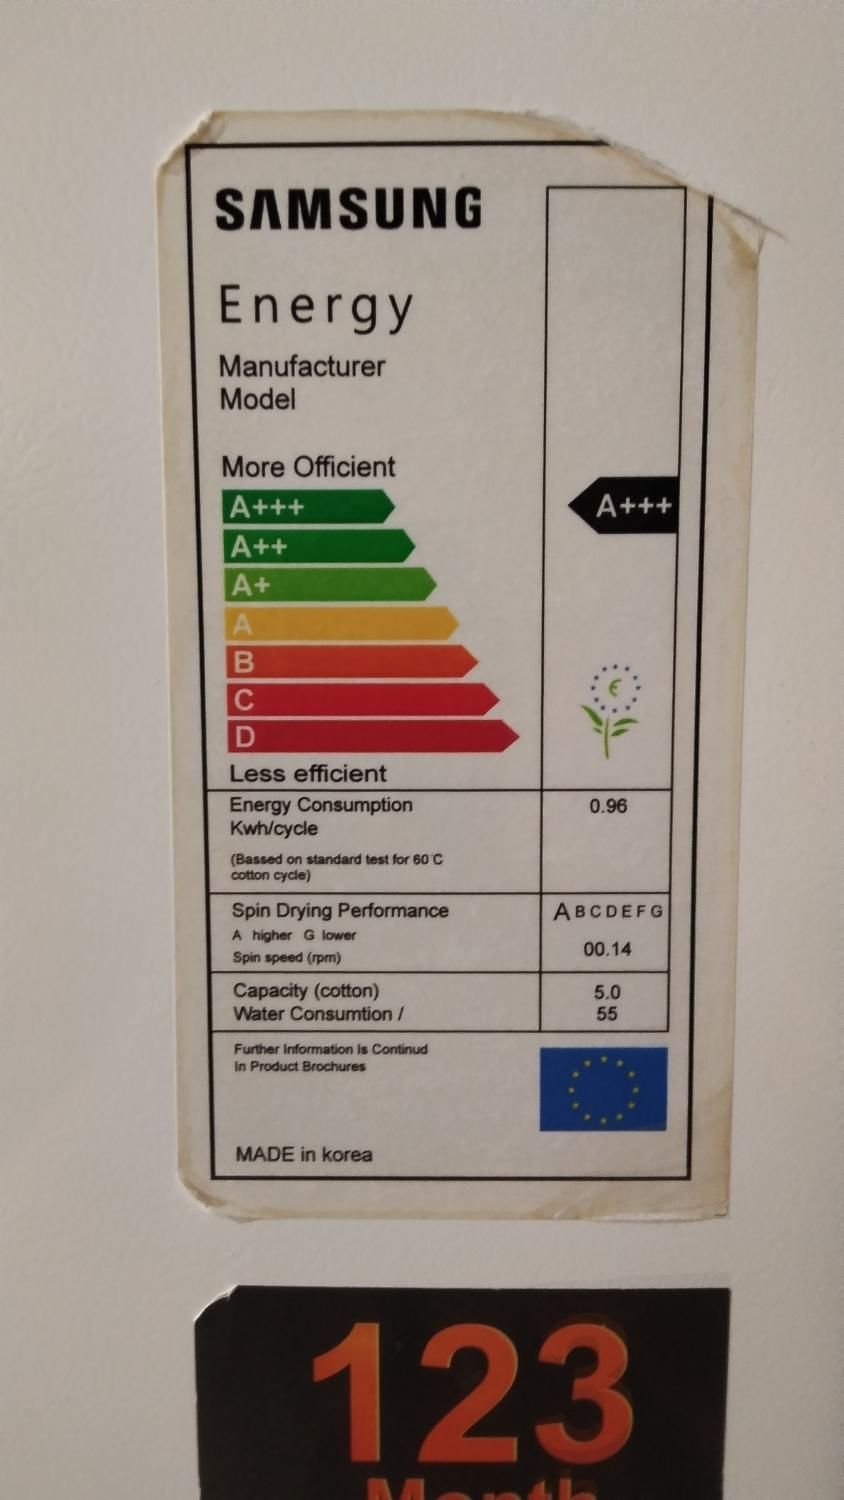 SAMSUNG
Energy
Manufacturer
Model
More Officient
A+++
A+++
A++
A+
A
B
C
D
Less efficient
Energy Consumption
0.96
Kwh/cycle
(Bassed on standard test for 60°C
cotton cycle)
Spin Drying Performance
A B C D E F G
A higher G lower
Spin speed (rpm)
00.14
Capacity (cotton)
5.0
Water Consumtion /
55
Further Information Is Continud
In Product Brochures
MADE in korea
123
Month